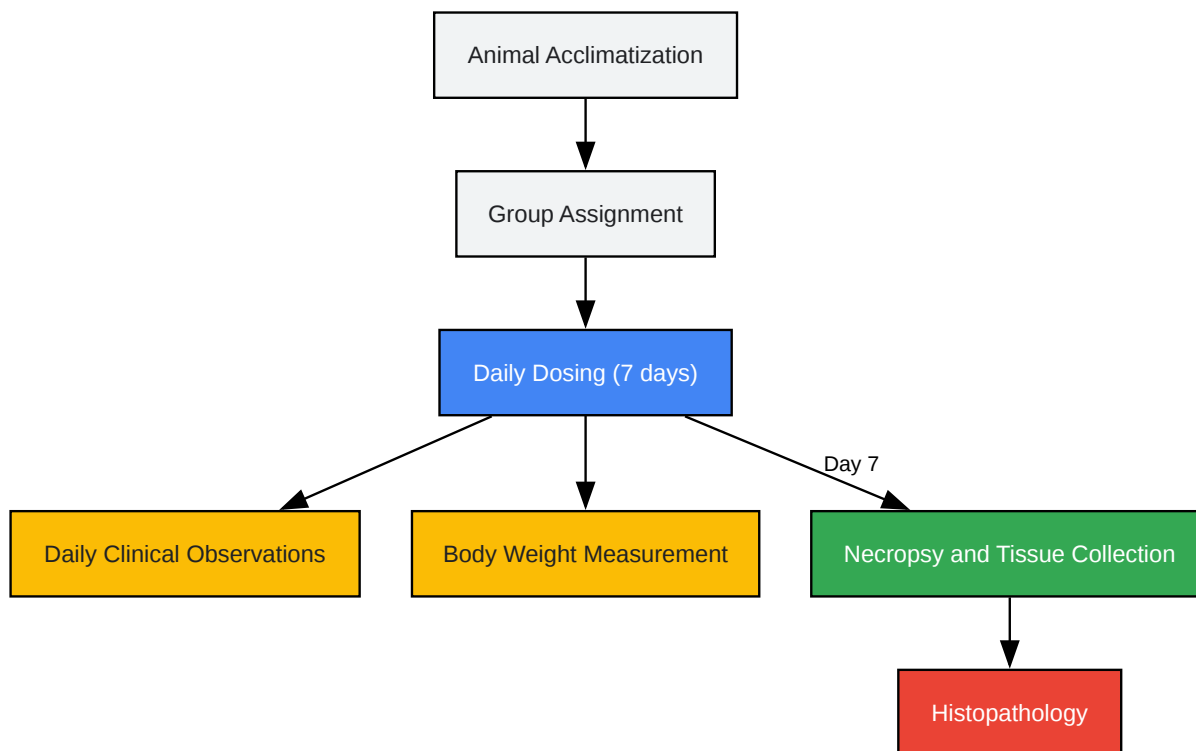 Animal Acclimatization
Group Assignment
Daily Dosing (7 days)
Day 7
Daily Clinical Observations
Body Weight Measurement
Necropsy and Tissue Collection
Histopathology